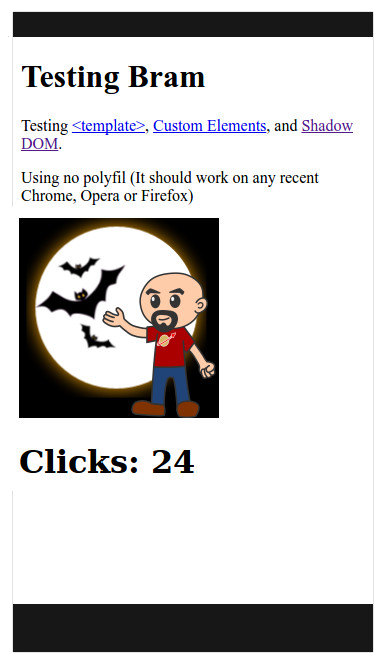 Testing Bram
Testing <template>, Custom Elements, and Shadow
DOM.
Using no polyfil (It should work on any recent
Chrome, Opera or Firefox)
Clicks: 24